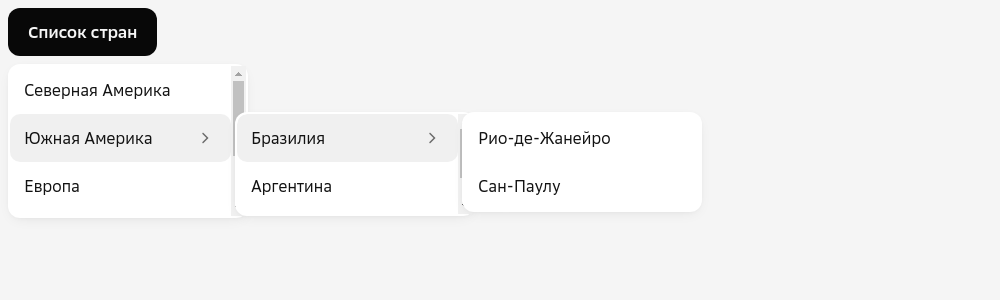 Список стран
Северная Америка
Южная Америка
Бразилия
Рио-де-Жанейро
Европа
Аргентина
Сан-Паулу